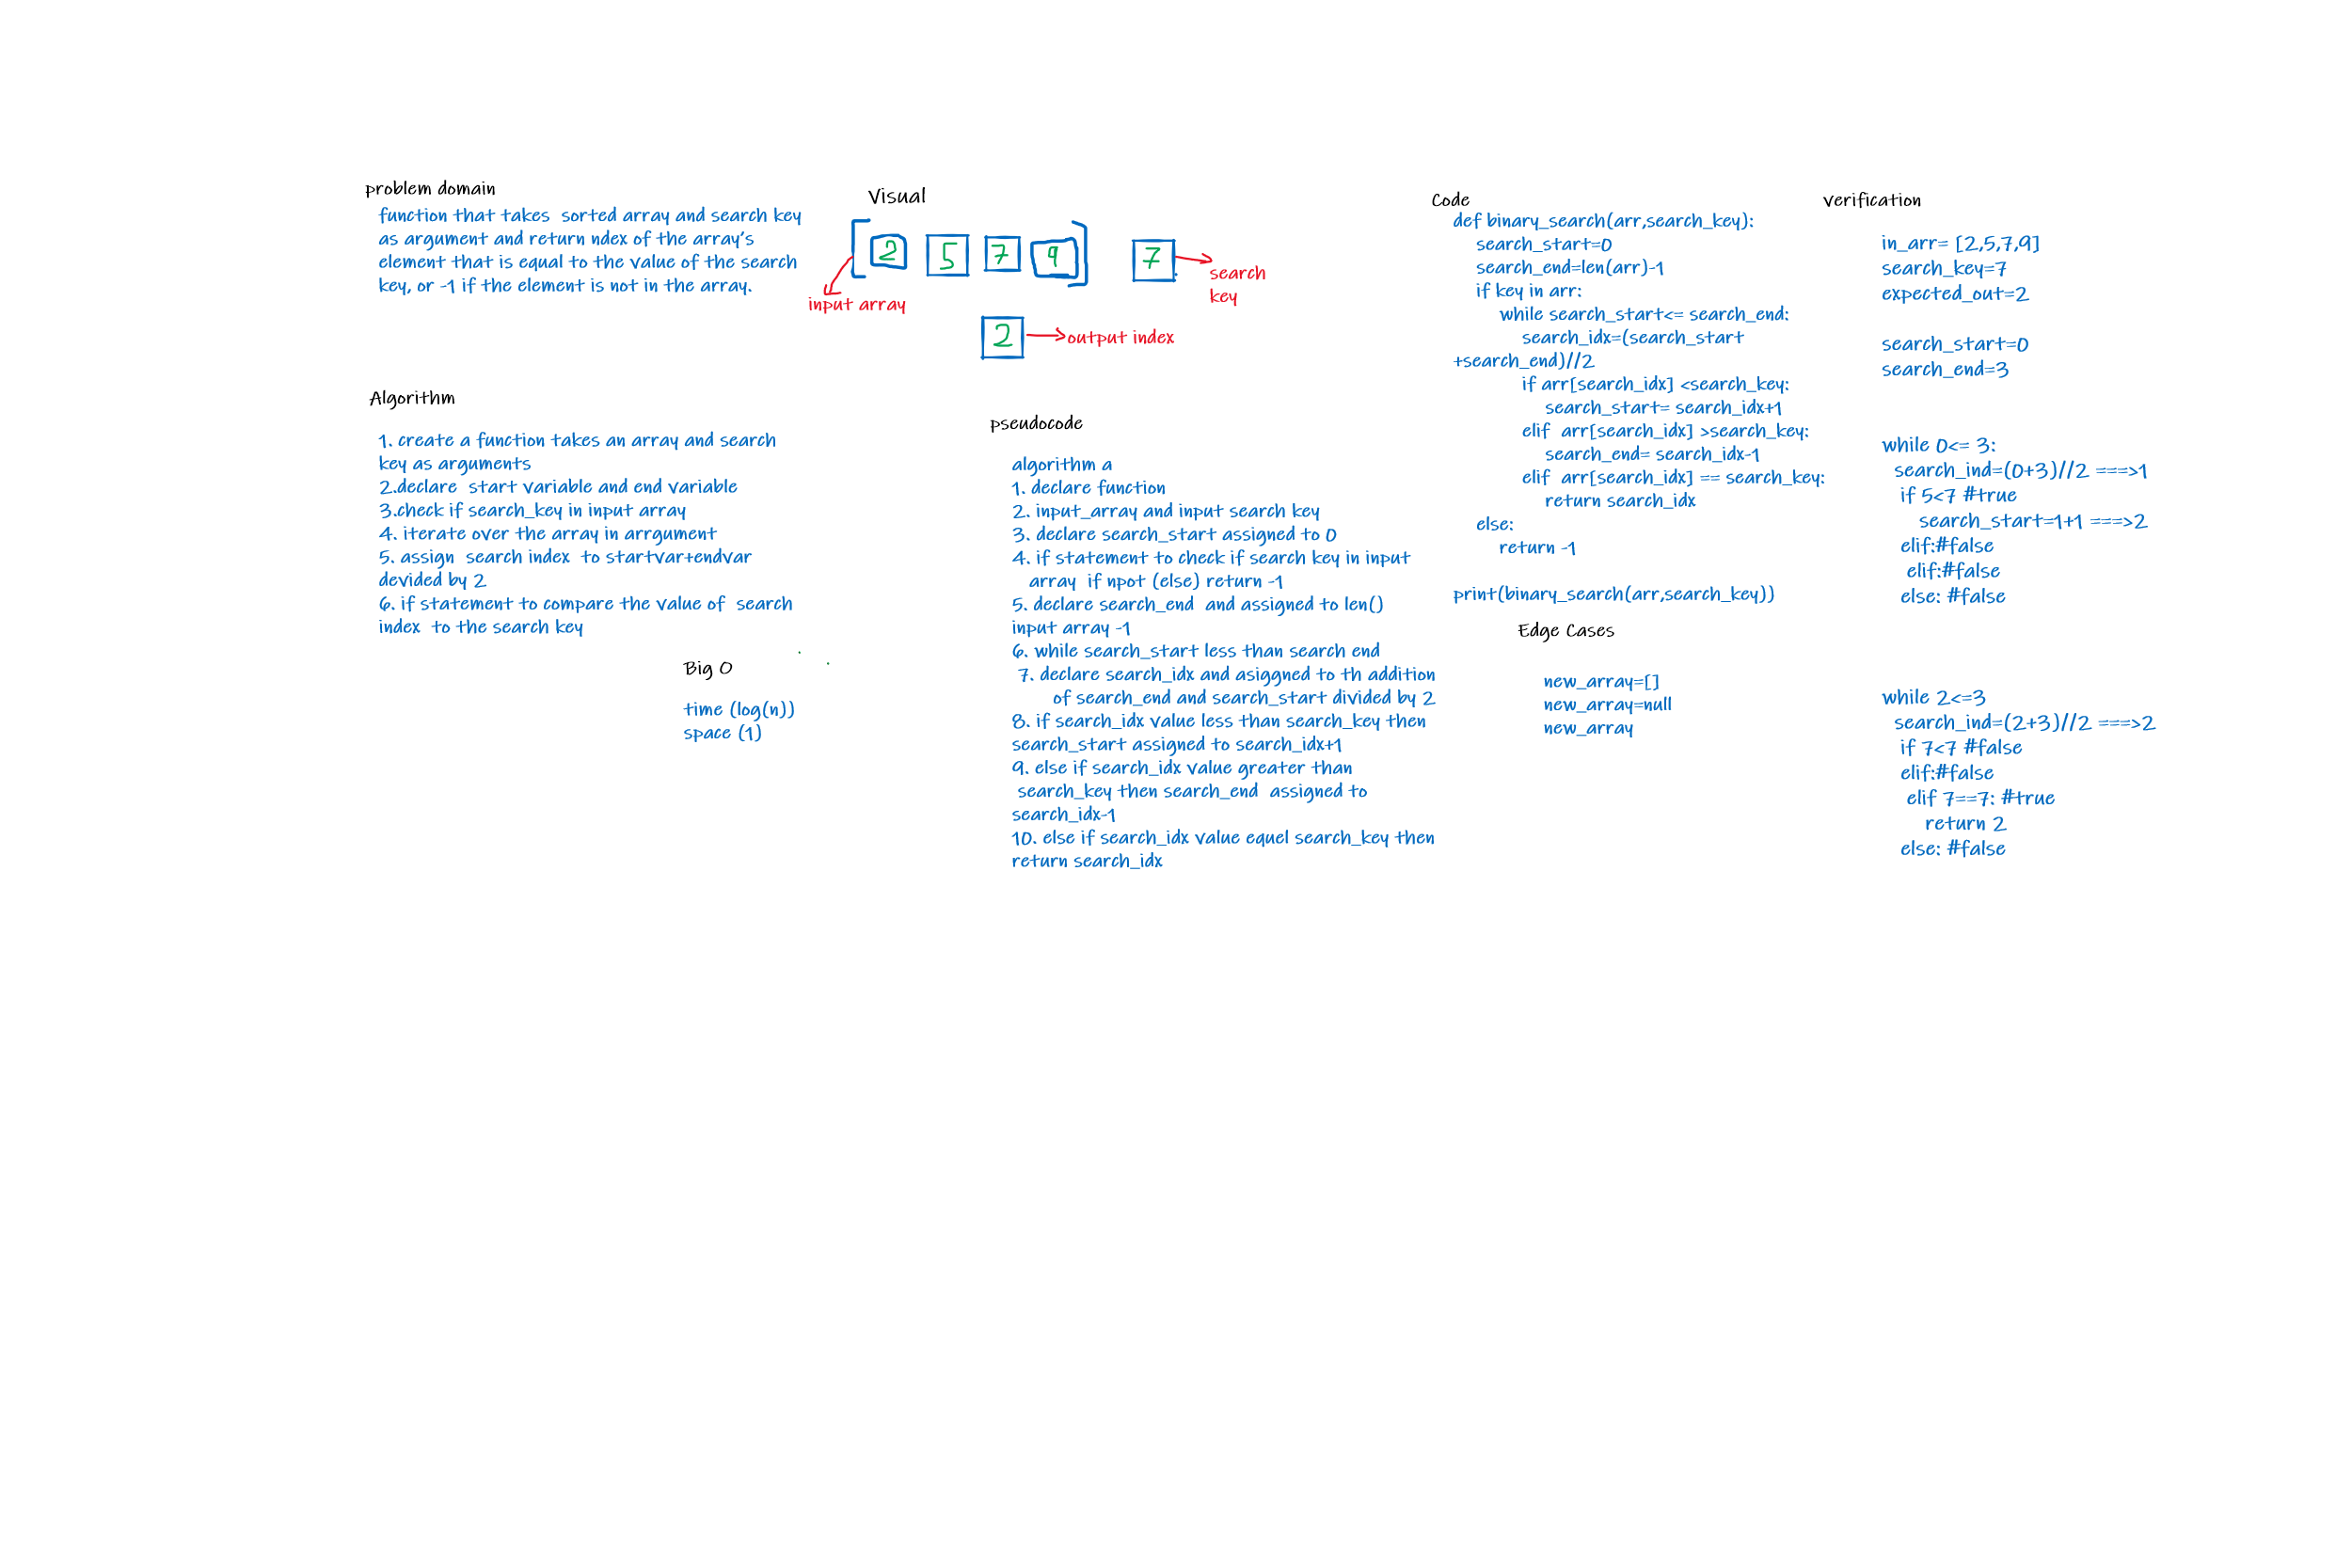 problem domain
function that takes sorted array and search key
as argument and return ndex of the array's
element that is equal to the value of the search
key, or -1 if the element is not in the array.
Visual
2 5 7 9
7
search
key
input array
2
output index
Algorithm
1. create a function takes an array and search
key as arguments
2.declare start variable and end variable
3.check if search_key in input array
4. iterate over the array in arrgument
5. assign search index to startvar+endvar
devided by 2
6. if statement to compare the value of search
index to the search key
Big O
time (log(n))
space (1)
pseudocode
algorithm a
1. declare function
2. input_array and input search key
3. declare search_start assigned to 0
4. if statement to check if search key in input
array if npot (else) return -1
5. declare search_end and assigned to len()
input array -1
6. while search_start less than search end
7. declare search_idx and asiggned to th addition
of search_end and search_start divided by 2
8. if search_idx value less than search_key then
search_start assigned to search_idx+1
9. else if search_idx value greater than
search_key then search_end assigned to
search_idx-1
10. else if search_idx value equel search_key then
return search_idx
Code
def binary_search(arr,search_key):
search_start=0
search_end=len(arr)-1
if key in arr:
while search_start<= search_end:
search_idx=(search_start
+search_end)//2
if arr[search_idx] <search_key:
search_start= search_idx+1
elif arr[search_idx] >search_key:
search_end= search_idx-1
elif arr[search_idx] == search_key:
return search_idx
else:
return -1
print(binary_search(arr,search_key))
Edge Cases
new_array=[]
new_array=null
new_array
verification
in_arr= [2,5,7,9]
search_key=7
expected_out=2
search_start=0
search_end=3
while 0<= 3:
search_ind=(0+3)//2 ===>1
if 5<7 #true
search_start=1+1 ===>2
elif:#false
elif:#false
else: #false
while 2<=3
search_ind=(2+3)//2 ===>2
if 7<7 #false
elif:#false
elif 7==7: #true
return 2
else: #false